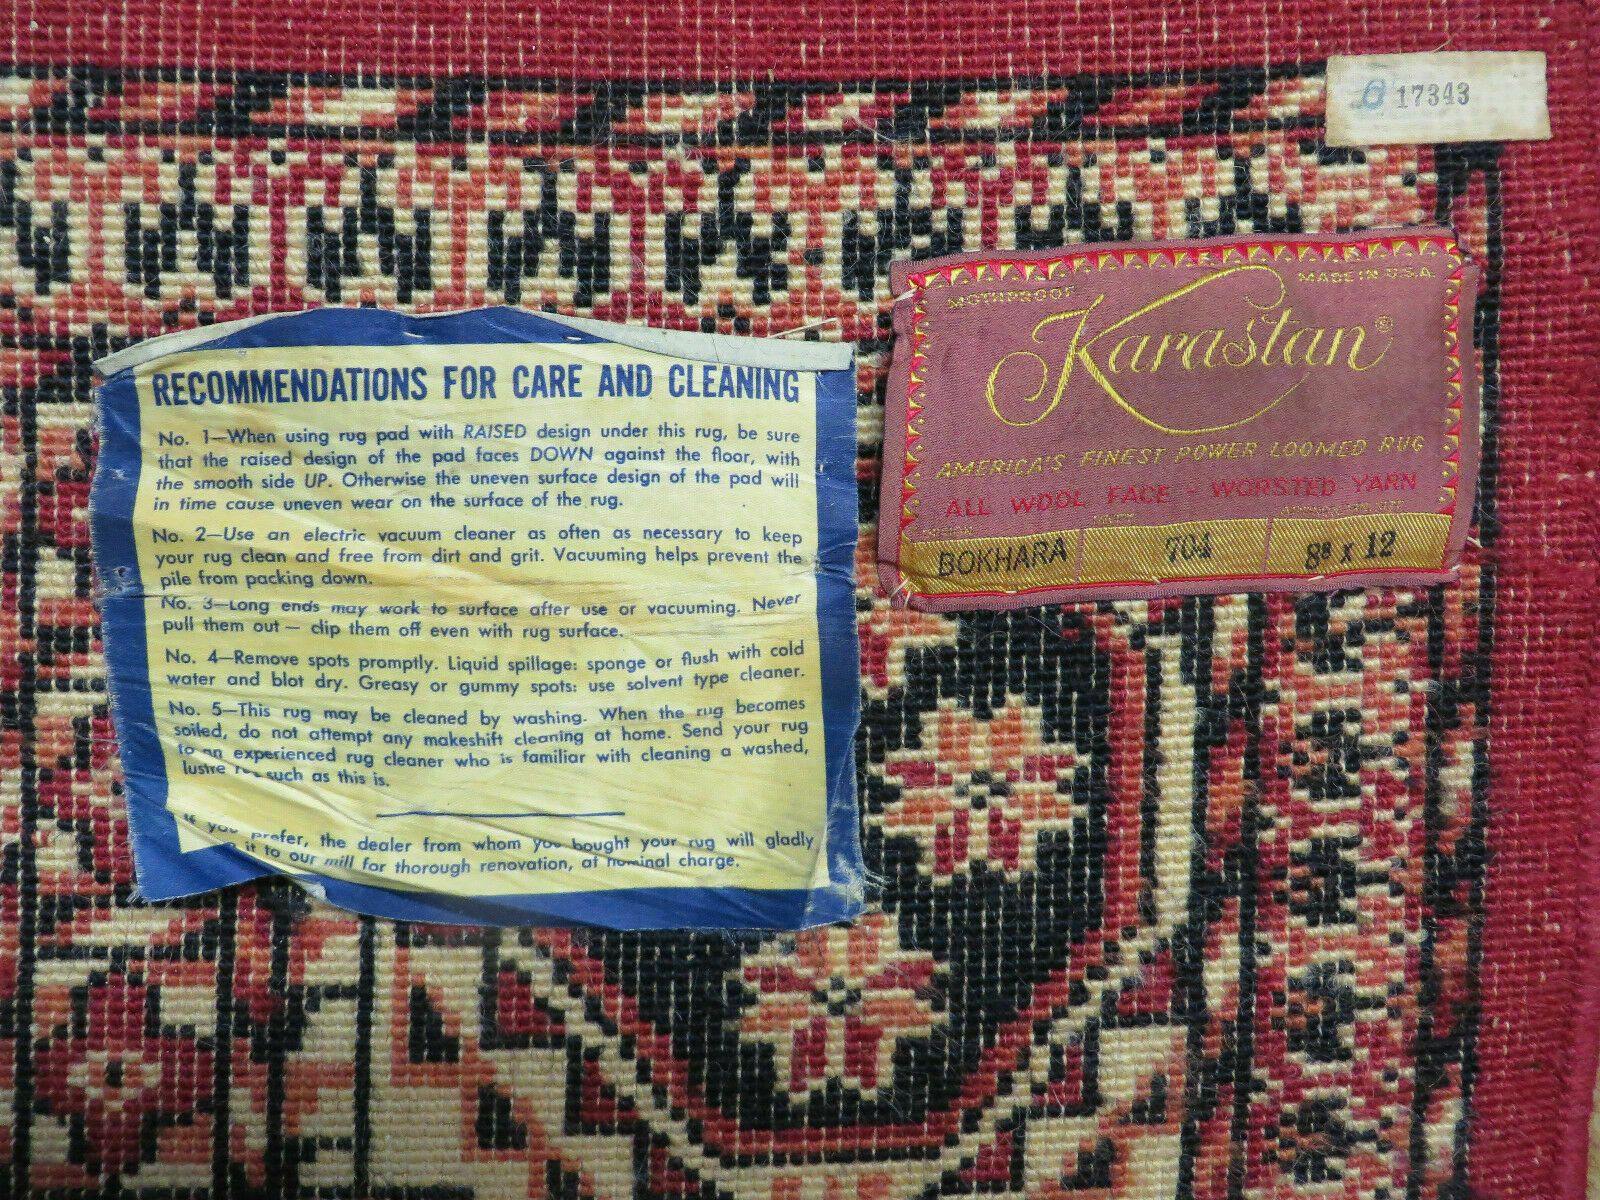 17343
MOTHPROOF
MADE IN U.S.A.
Karastan®
AMERICA'S FINEST POWER LOOMED RUG
ALL WOOL FACE - WORSTED YARN
BOKHARA 704 8⁸ x 12
RECOMMENDATIONS FOR CARE AND CLEANING
No. 1—When using rug pad with RAISED design under this rug, be sure
that the raised design of the pad faces DOWN against the floor, with
the smooth side UP. Otherwise the uneven surface design of the pad will
in time cause uneven wear on the surface of the rug.
No. 2—Use an electric vacuum cleaner as often as necessary to keep
your rug clean and free from dirt and grit. Vacuuming helps prevent the
pile from packing down.
No. 3—Long ends may work to surface after use or vacuuming. Never
pull them out — clip them off even with rug surface.
No. 4—Remove spots promptly. Liquid spillage: sponge or flush with cold
water and blot dry. Greasy or gummy spots: use solvent type cleaner.
No. 5—This rug may be cleaned by washing. When the rug becomes
soiled, do not attempt any makeshift cleaning at home. Send your rug
to an experienced rug cleaner who is familiar with cleaning a washed,
lustre such as this is.
If you prefer, the dealer from whom you bought your rug will gladly
it to our mill for thorough renovation, at nominal charge.